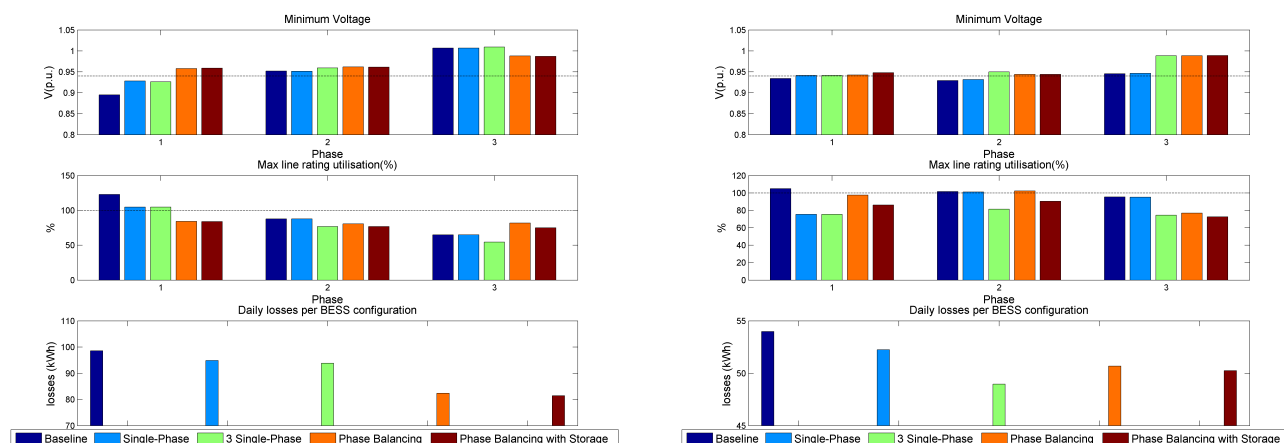 Minimum Voltage
1.05
1
0.95
0.9
0.85
0.8
V(p.u.)
1 2 3
Phase
Max line rating utilisation(%)
150
100
50
0
%
1 2 3
Phase
Daily losses per BESS configuration
110
100
90
80
70
losses (kWh)
Baseline Single-Phase 3 Single-Phase Phase Balancing Phase Balancing with Storage
Minimum Voltage
1.05
1
0.95
0.9
0.85
0.8
V(p.u.)
1 2 3
Phase
Max line rating utilisation(%)
120
100
80
60
40
20
0
%
1 2 3
Phase
Daily losses per BESS configuration
55
50
45
losses (kWh)
Baseline Single-Phase 3 Single-Phase Phase Balancing Phase Balancing with Storage